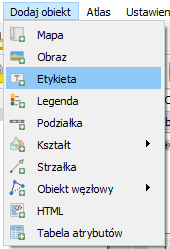 Dodaj obiekt Atlas Ustawien
Mapa
Obraz
Etykieta
Legenda
Podziałka
Kształt
Strzałka
Obiekt węzłowy
HTML
Tabela atrybutów